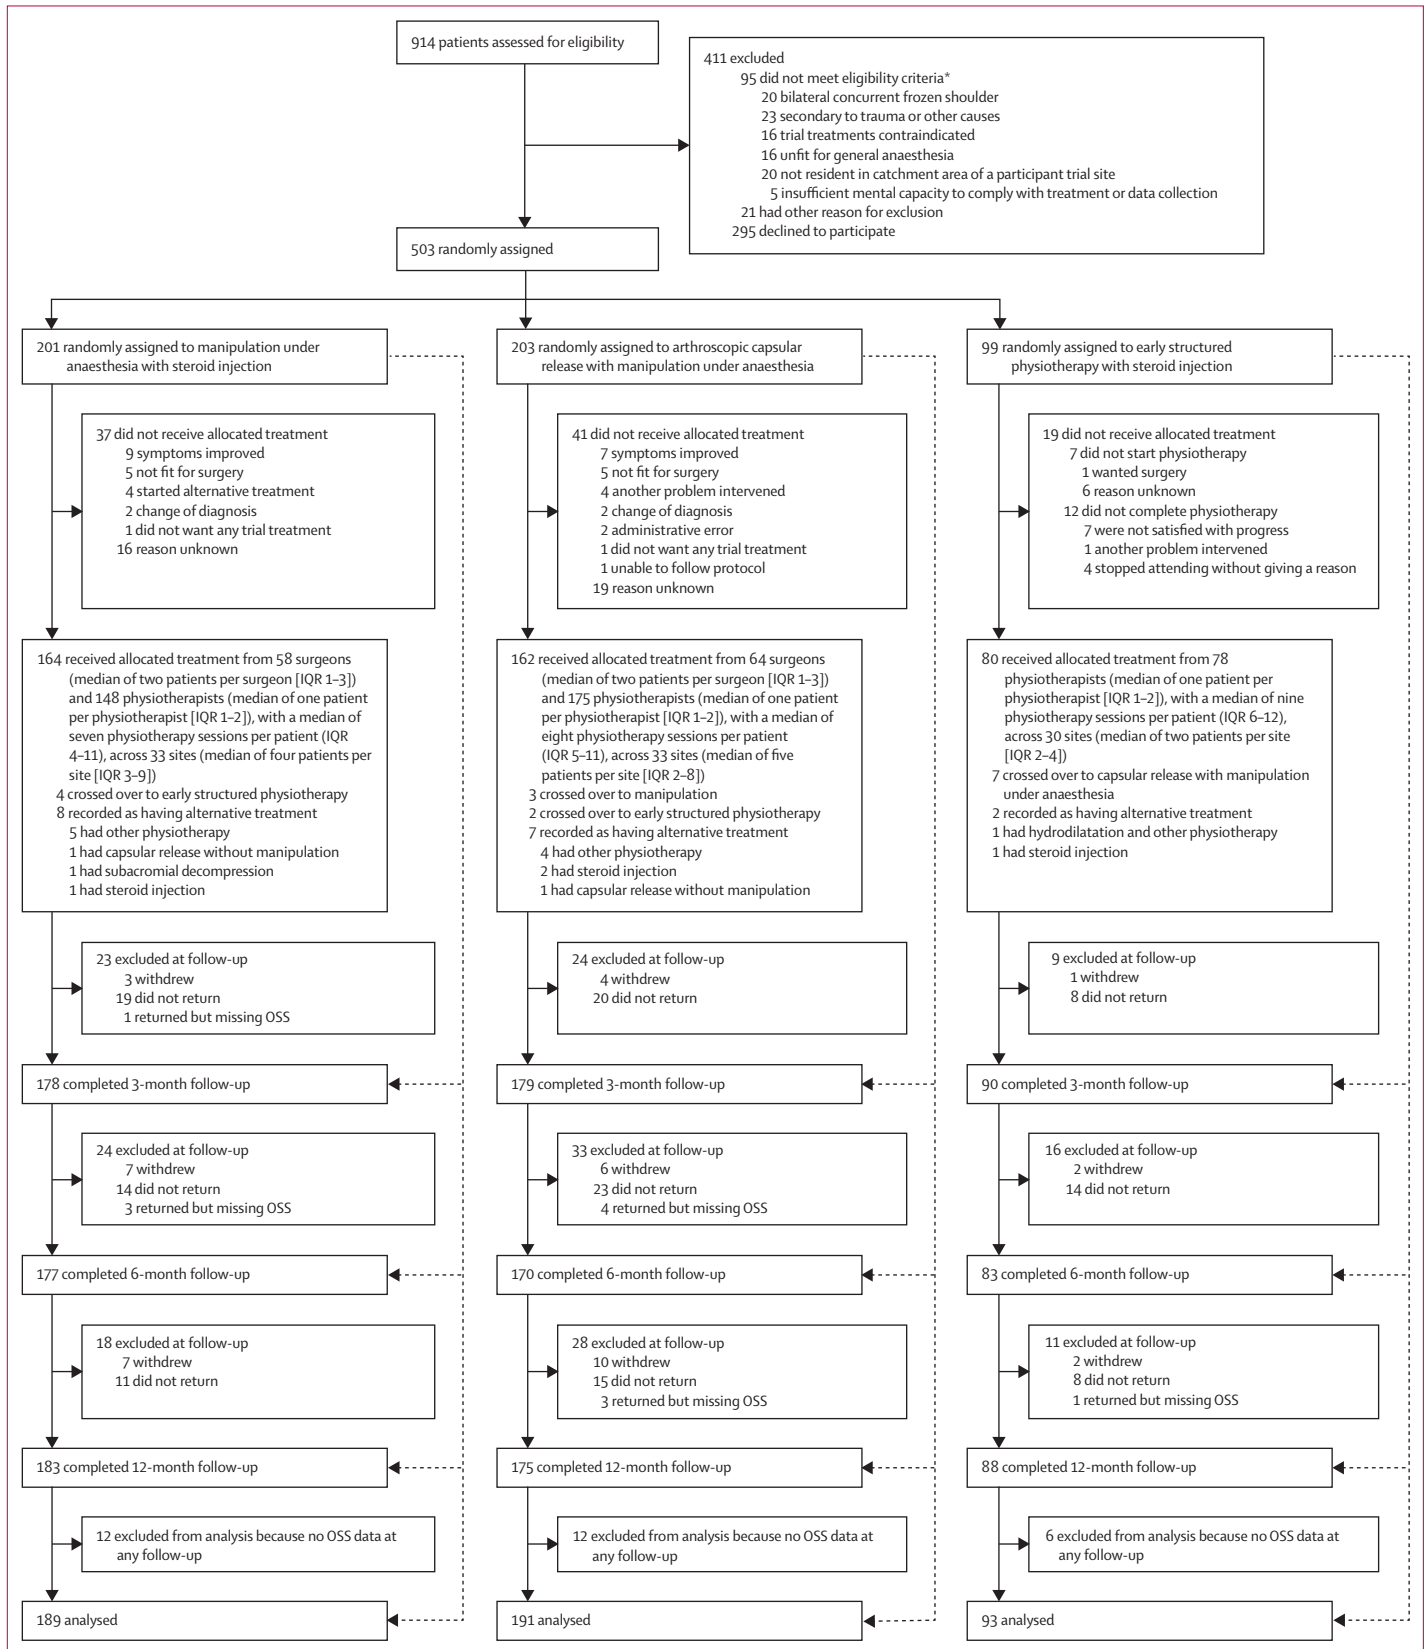 914 patients assessed for eligibility
411 excluded
95 did not meet eligibility criteria*
20 bilateral concurrent frozen shoulder
23 secondary to trauma or other causes
16 trial treatments contraindicated
16 unfit for general anaesthesia
20 not resident in catchment area of a participant trial site
5 insufficient mental capacity to comply with treatment or data collection
21 had other reason for exclusion
295 declined to participate
503 randomly assigned
201 randomly assigned to manipulation under
anaesthesia with steroid injection
203 randomly assigned to arthroscopic capsular
release with manipulation under anaesthesia
99 randomly assigned to early structured
physiotherapy with steroid injection
37 did not receive allocated treatment
9 symptoms improved
5 not fit for surgery
4 started alternative treatment
2 change of diagnosis
1 did not want any trial treatment
16 reason unknown
41 did not receive allocated treatment
7 symptoms improved
5 not fit for surgery
4 another problem intervened
2 change of diagnosis
2 administrative error
1 did not want any trial treatment
1 unable to follow protocol
19 reason unknown
19 did not receive allocated treatment
7 did not start physiotherapy
1 wanted surgery
6 reason unknown
12 did not complete physiotherapy
7 were not satisfied with progress
1 another problem intervened
4 stopped attending without giving a reason
164 received allocated treatment from 58 surgeons
(median of two patients per surgeon [IQR 1–3])
and 148 physiotherapists (median of one patient
per physiotherapist [IQR 1–2]), with a median of
seven physiotherapy sessions per patient (IQR
4–11), across 33 sites (median of four patients per
site [IQR 3–9])
4 crossed over to early structured physiotherapy
8 recorded as having alternative treatment
5 had other physiotherapy
1 had capsular release without manipulation
1 had subacromial decompression
1 had steroid injection
162 received allocated treatment from 64 surgeons
(median of two patients per surgeon [IQR 1–3])
and 175 physiotherapists (median of one patient
per physiotherapist [IQR 1–2]), with a median of
eight physiotherapy sessions per patient
(IQR 5–11), across 33 sites (median of five
patients per site [IQR 2–8])
3 crossed over to manipulation
2 crossed over to early structured physiotherapy
7 recorded as having alternative treatment
4 had other physiotherapy
2 had steroid injection
1 had capsular release without manipulation
80 received allocated treatment from 78
physiotherapists (median of one patient per
physiotherapist [IQR 1–2]), with a median of nine
physiotherapy sessions per patient (IQR 6–12),
across 30 sites (median of two patients per site
[IQR 2–4])
7 crossed over to capsular release with manipulation
under anaesthesia
2 recorded as having alternative treatment
1 had hydrodilatation and other physiotherapy
1 had steroid injection
23 excluded at follow-up
3 withdrew
19 did not return
1 returned but missing OSS
24 excluded at follow-up
4 withdrew
20 did not return
9 excluded at follow-up
1 withdrew
8 did not return
178 completed 3-month follow-up
179 completed 3-month follow-up
90 completed 3-month follow-up
24 excluded at follow-up
7 withdrew
14 did not return
3 returned but missing OSS
33 excluded at follow-up
6 withdrew
23 did not return
4 returned but missing OSS
16 excluded at follow-up
2 withdrew
14 did not return
177 completed 6-month follow-up
170 completed 6-month follow-up
83 completed 6-month follow-up
18 excluded at follow-up
7 withdrew
11 did not return
28 excluded at follow-up
10 withdrew
15 did not return
3 returned but missing OSS
11 excluded at follow-up
2 withdrew
8 did not return
1 returned but missing OSS
183 completed 12-month follow-up
175 completed 12-month follow-up
88 completed 12-month follow-up
12 excluded from analysis because no OSS data at
any follow-up
12 excluded from analysis because no OSS data at
any follow-up
6 excluded from analysis because no OSS data at
any follow-up
189 analysed
191 analysed
93 analysed